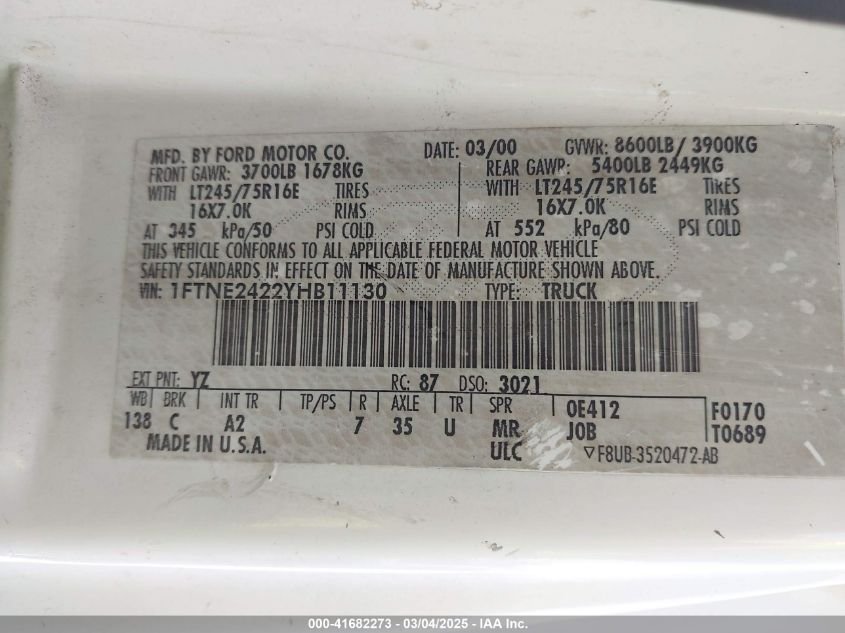 MFD. BY FORD MOTOR CO. DATE: 03/00 GVWR: 8600LB/ 3900KG
FRONT GAWR: 3700LB 1678KG REAR GAWR: 5400LB 2449KG
WITH LT245/75R16E TIRES WITH LT245/75R16E TIRES
16X7.0K RIMS 16X7.0K RIMS
AT 345 kPa/50 PSI COLD AT 552 kPa/80 PSI COLD
THIS VEHICLE CONFORMS TO ALL APPLICABLE FEDERAL MOTOR VEHICLE
SAFETY STANDARDS IN EFFECT ON THE DATE OF MANUFACTURE SHOWN ABOVE.
VIN: 1FTNE2422YHB11130 TYPE: TRUCK
EXT PNT: YZ RC: 87 DSO: 3021
WB BRK INT TR TP/PS R AXLE TR SPR 0E412 F0170
138 C A2 7 35 U MR JOB T0689
MADE IN U.S.A. ULC ▽F8UB-3520472-AB
000-41682273 - 03/04/2025 - IAA Inc.